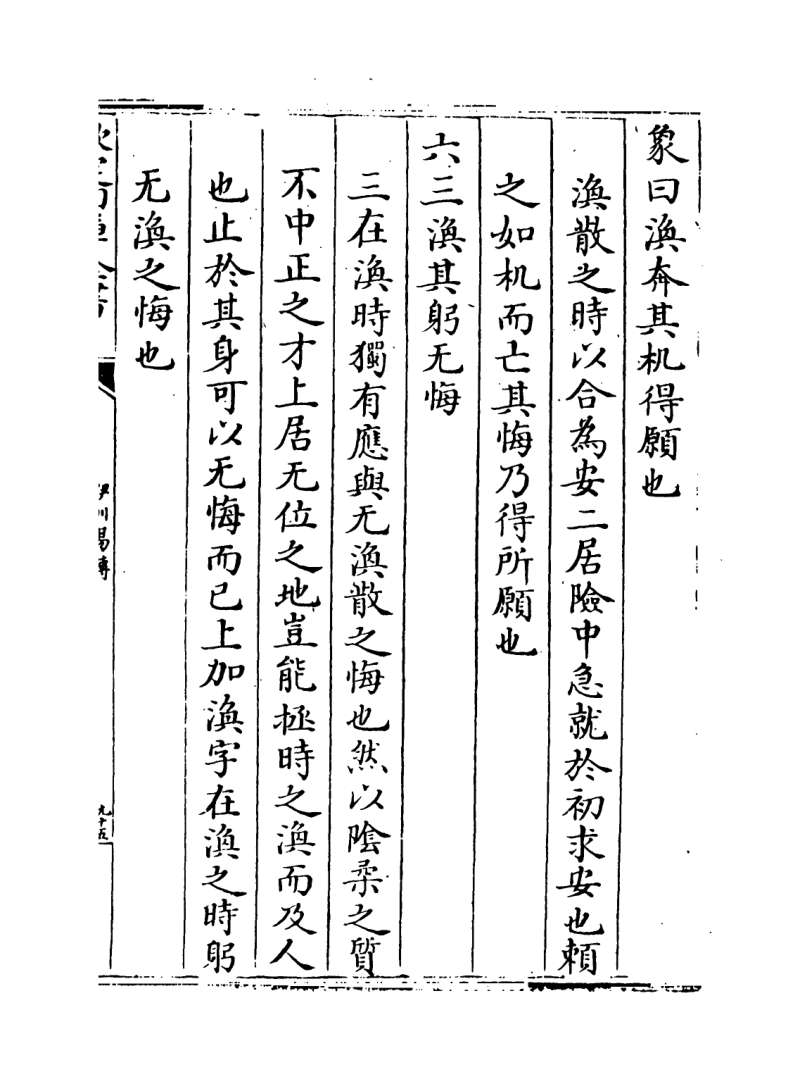 象曰渙奔其机得願也
渙散之時以合為安二居險中急就於初求安也頼
之如机而亡其悔乃得所願也
六三渙其躬无悔
三在渙時獨有應與无渙散之悔也然以陰柔之質
不中正之才上居无位之地豈能拯時之渙而及人
也止於其身可以无悔而已上加渙字在渙之時躬
无渙之悔也
伊川易傳
九十五